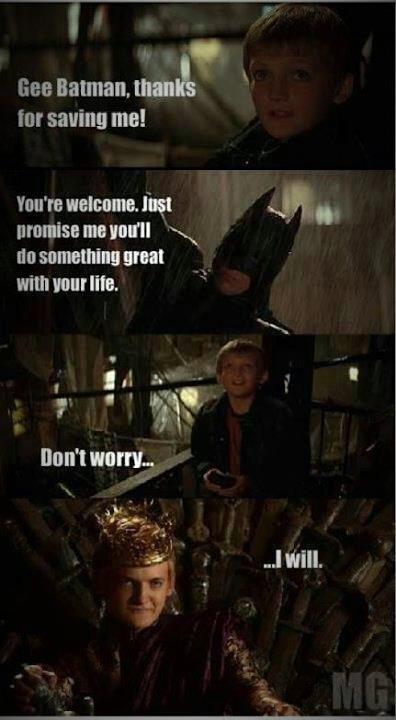 Gee Batman, thanks
for saving me!
You're welcome. Just
promise me you'll
do something great
with your life.
Don't worry...
...I will.
MG